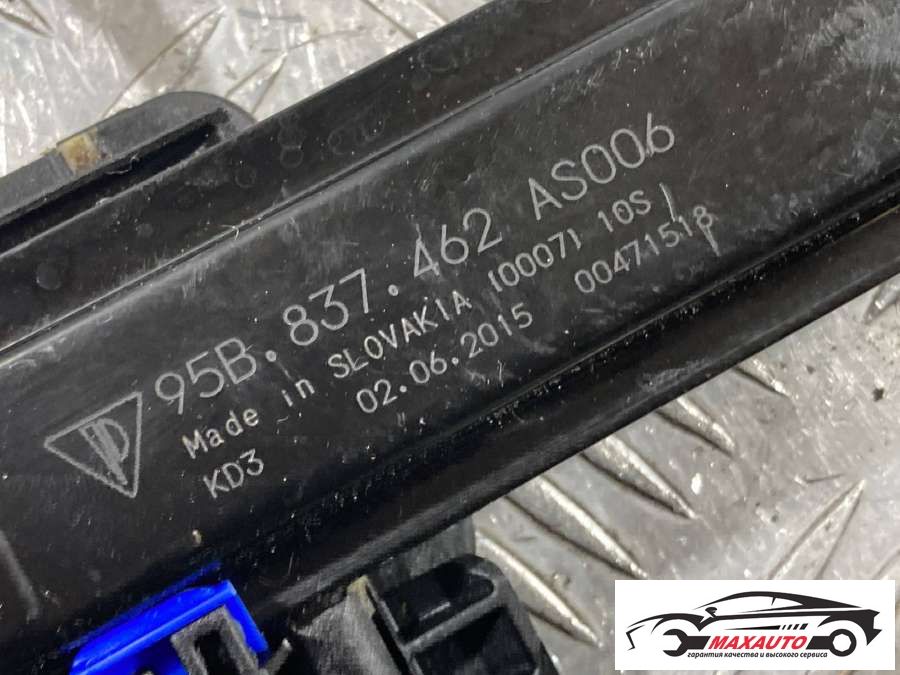 95B.837.462 AS006
Made in SLOVAKIA 100071 10S
02.06.2015 00471518
KD3
MAXAUTO
гарантия качества и высокого сервиса